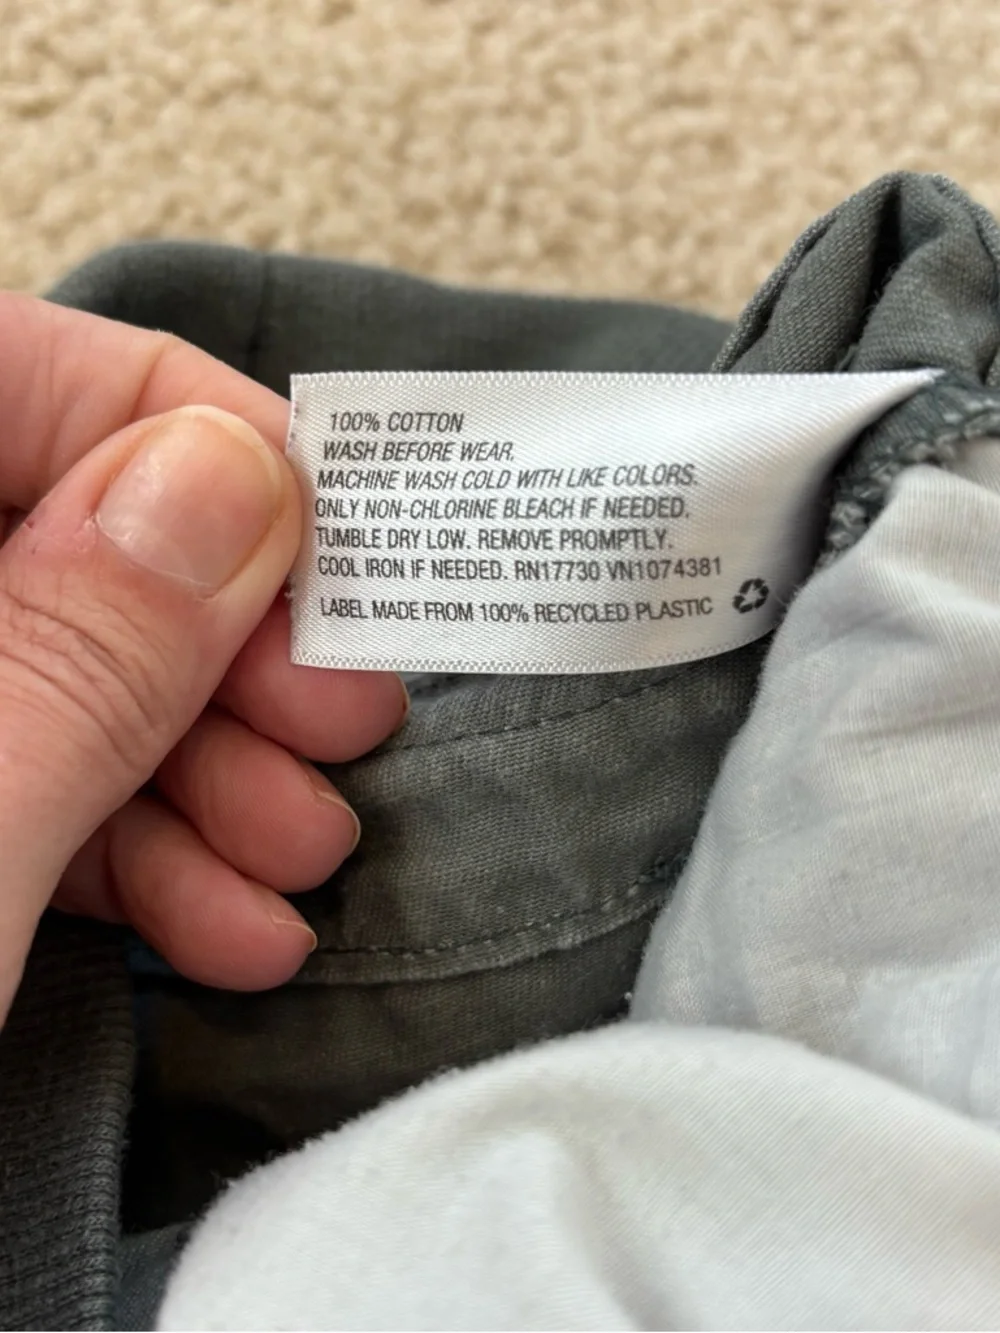 100% COTTON
WASH BEFORE WEAR.
MACHINE WASH COLD WITH LIKE COLORS.
ONLY NON-CHLORINE BLEACH IF NEEDED.
TUMBLE DRY LOW. REMOVE PROMPTLY.
COOL IRON IF NEEDED. RN17730 VN1074381
LABEL MADE FROM 100% RECYCLED PLASTIC